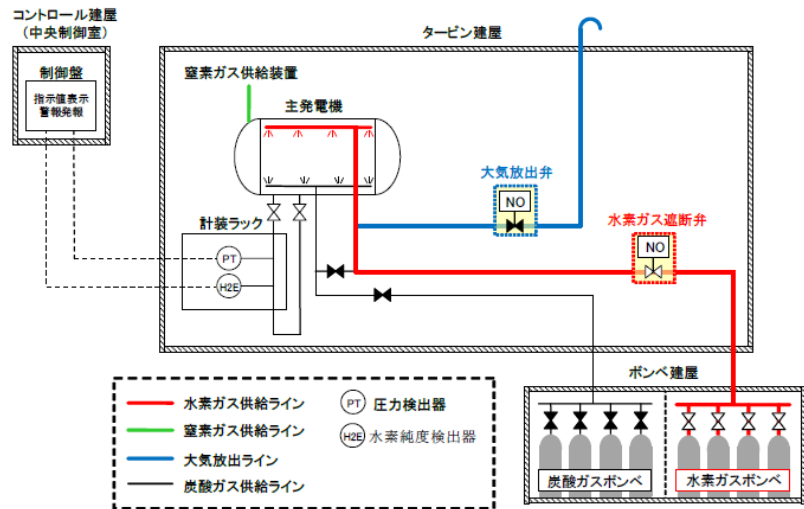 コントロール建屋
（中央制御室）
制御盤
指示値表示
警報発報
タービン建屋
窒素ガス供給装置
主発電機
大気放出弁
NO
水素ガス遮断弁
NO
計装ラック
PT
H2E
ボンベ建屋
炭酸ガスボンベ
水素ガスボンベ
水素ガス供給ライン
窒素ガス供給ライン
大気放出ライン
炭酸ガス供給ライン
PT 圧力検出器
H2E 水素純度検出器